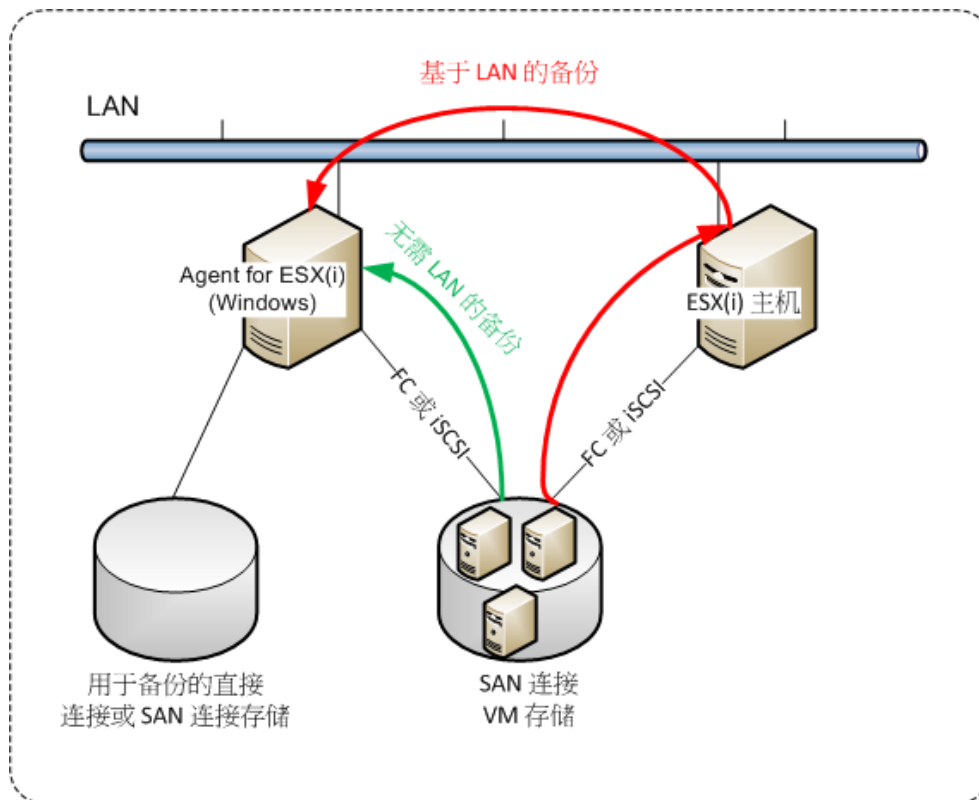 基于 LAN 的备份
LAN
无需 LAN 的备份
Agent for ESX(i)
(Windows)
ESX(i) 主机
FC 或 iSCSI
FC 或 iSCSI
用于备份的直接
连接或 SAN 连接存储
SAN 连接
VM 存储